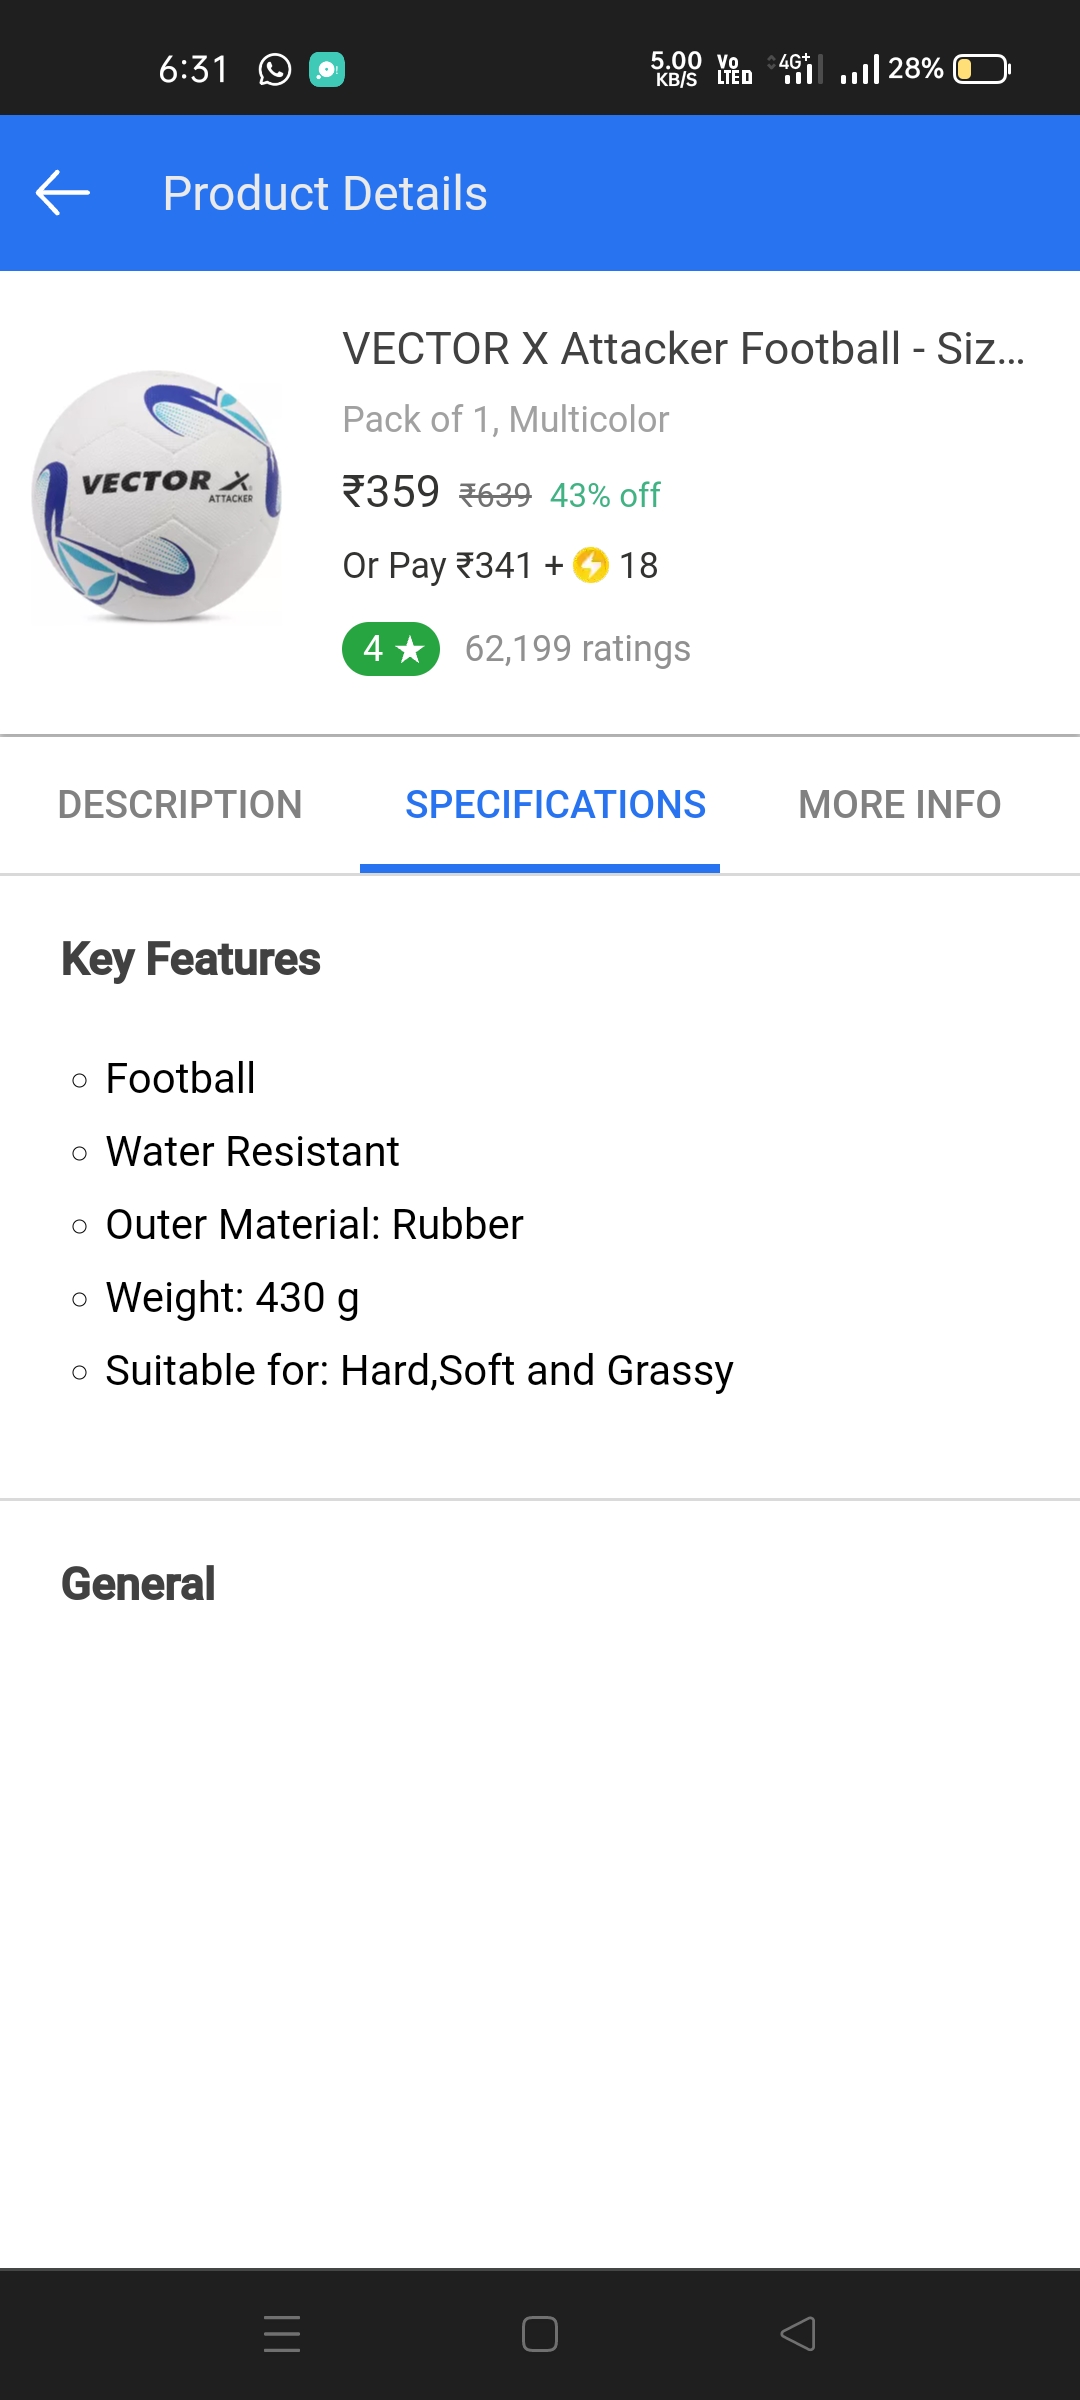 6:31
5.00 KB/S Vo LTE 4G+ 28%
Product Details
VECTOR X Attacker Football - Siz...
VECTOR X
ATTACKER
Pack of 1, Multicolor
₹359 ₹639 43% off
Or Pay ₹341 + 18
4 ★ 62,199 ratings
DESCRIPTION SPECIFICATIONS MORE INFO
Key Features
Football
Water Resistant
Outer Material: Rubber
Weight: 430 g
Suitable for: Hard,Soft and Grassy
General